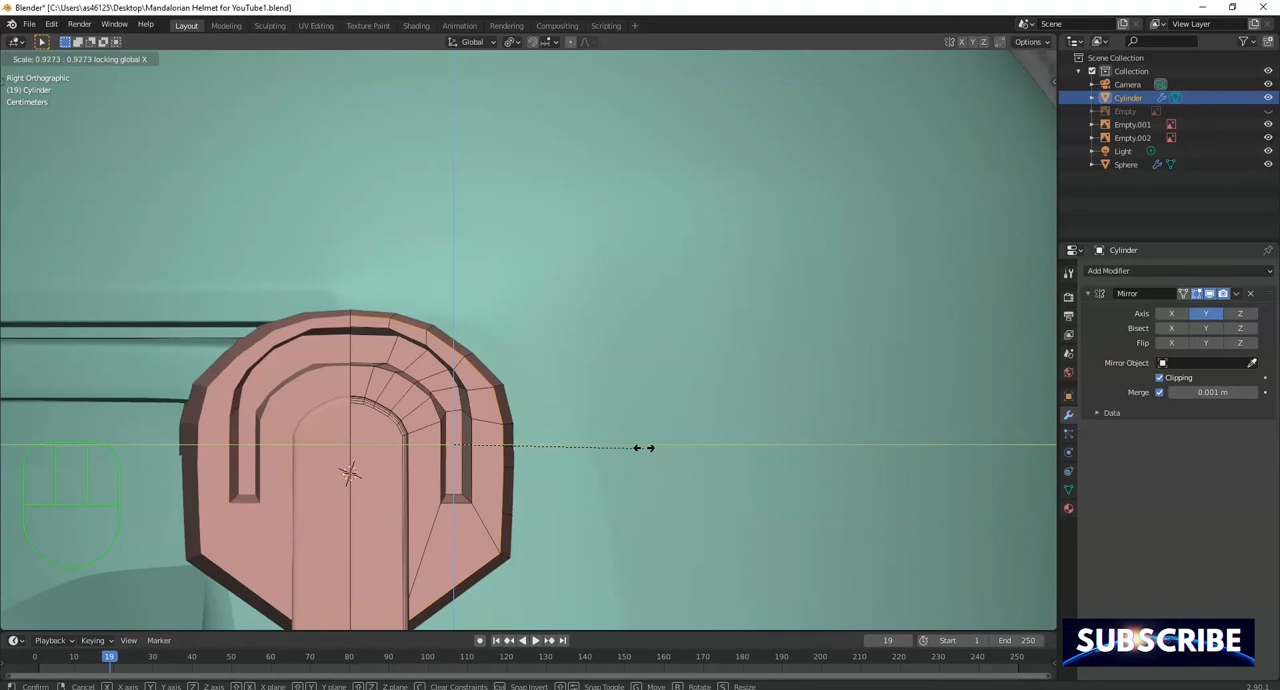 Blender* [C:\Users\as46125\Desktop\Mandalorian Helmet for YouTube1.blend]
File Edit Render Window Help Layout Modeling Sculpting UV Editing Texture Paint Shading Animation Rendering Compositing Scripting + Scene View Layer
Global X Y Z Options
Scale: 0.9273 : 0.9273 locking global X
Right Orthographic
(19) Cylinder
Centimeters
Scene Collection
Collection
Camera
Cylinder
Empty
Empty.001
Empty.002
Light
Sphere
Cylinder
Add Modifier
Mirror
Axis X Y Z
Bisect X Y Z
Flip X Y Z
Mirror Object
Clipping
Merge 0.001 m
Data
SUBSCRIBE
Playback Keying View Marker 19 Start 1 End 250
0 10 19 30 40 50 60 70 80 90 100 110 120 130 140 150 160 170 180 190 200 210 220 230 240 250
Confirm Cancel X X axis Y Y axis Z Z axis X X plane Y Y plane Z Z plane C Clear Constraints Snap Invert Snap Toggle G Move R Rotate S Resize 2.90.1